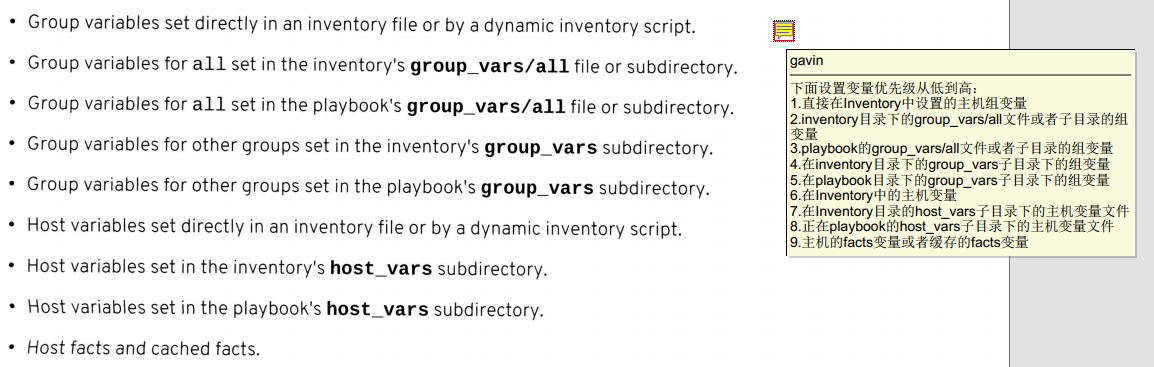 • Group variables set directly in an inventory file or by a dynamic inventory script.
• Group variables for all set in the inventory's group_vars/all file or subdirectory.
• Group variables for all set in the playbook's group_vars/all file or subdirectory.
• Group variables for other groups set in the inventory's group_vars subdirectory.
• Group variables for other groups set in the playbook's group_vars subdirectory.
• Host variables set directly in an inventory file or by a dynamic inventory script.
• Host variables set in the inventory's host_vars subdirectory.
• Host variables set in the playbook's host_vars subdirectory.
• Host facts and cached facts.
gavin
下面设置变量优先级从低到高：
1.直接在Inventory中设置的主机组变量
2.inventory目录下的group_vars/all文件或者子目录的组
变量
3.playbook的group_vars/all文件或者子目录的组变量
4.在inventory目录下的group_vars子目录下的组变量
5.在playbook目录下的group_vars子目录下的组变量
6.在Inventory中的主机变量
7.在Inventory目录的host_vars子目录下的主机变量文件
8.正在playbook的host_vars子目录下的主机变量文件
9.主机的facts变量或者缓存的facts变量